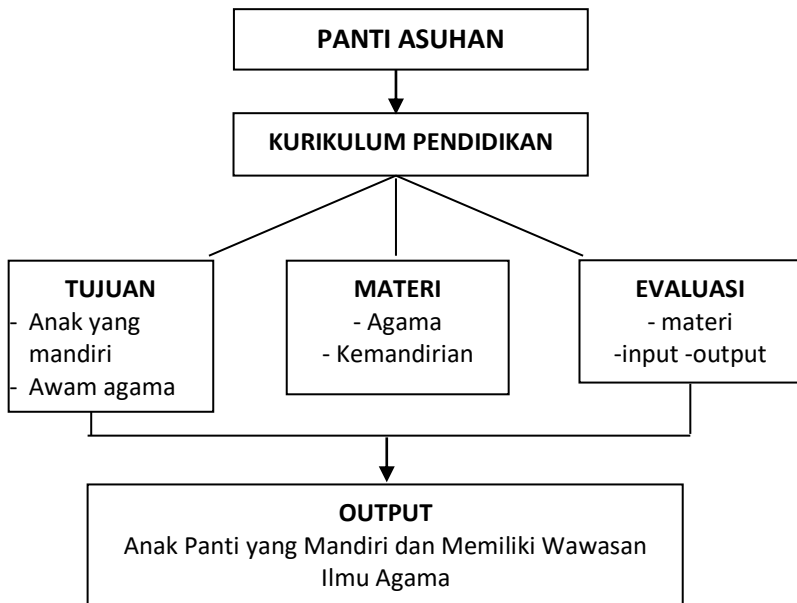 PANTI ASUHAN
KURIKULUM PENDIDIKAN
TUJUAN
- Anak yang
mandiri
- Awam agama
MATERI
- Agama
- Kemandirian
EVALUASI
- materi
-input -output
OUTPUT
Anak Panti yang Mandiri dan Memiliki Wawasan
Ilmu Agama